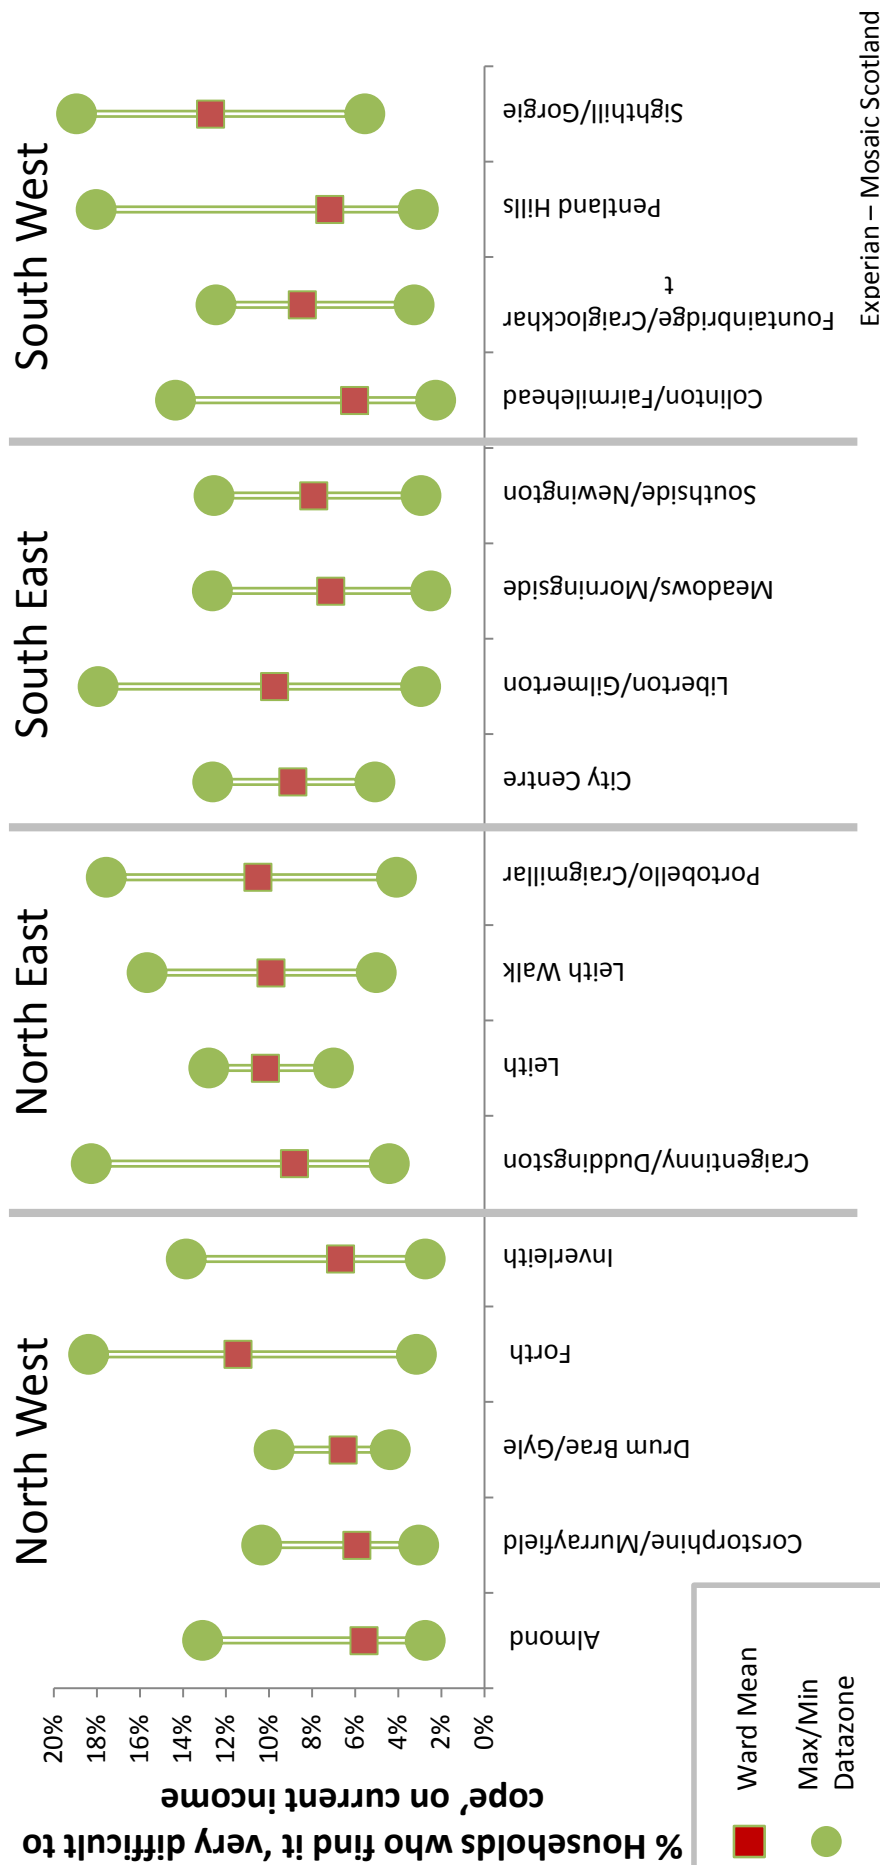 North West
North East
South East
South West
% Households who find it ‘very difficult to
cope’ on current income
20%
18%
16%
14%
12%
10%
8%
6%
4%
2%
0%
Almond
Corstorphine/Murrayfield
Drum Brae/Gyle
Forth
Inverleith
Craigentinny/Duddingston
Leith
Leith Walk
Portobello/Craigmillar
City Centre
Liberton/Gilmerton
Meadows/Morningside
Southside/Newington
Colinton/Fairmilehead
Fountainbridge/Craiglockhar
t
Pentland Hills
Sighthill/Gorgie
Ward Mean
Max/Min
Datazone
Experian – Mosaic Scotland